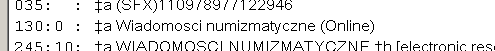 035: : ‡a (SFX)110978977122946
130:0 : ‡a Wiadomosci numizmatyczne (Online)
245:10: ‡a WIADOMOSCI NUMIZMATYCZNE ‡h [electronic reso